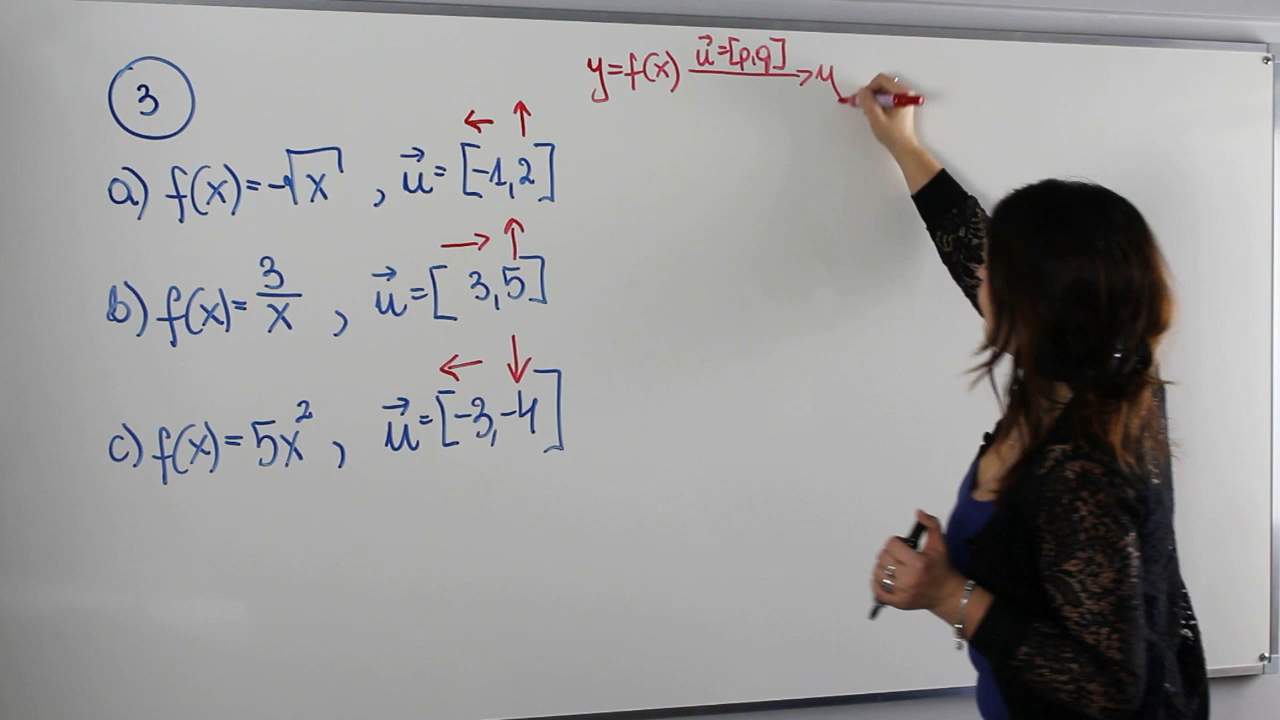 3
y=f(x) u⃗=[p,q] → y
← ↑
a) f(x)=-√x , u⃗=[-1,2]
→ ↑
b) f(x)=3/x , u⃗=[3,5]
← ↓
c) f(x)=5x², u⃗=[-3,-4]